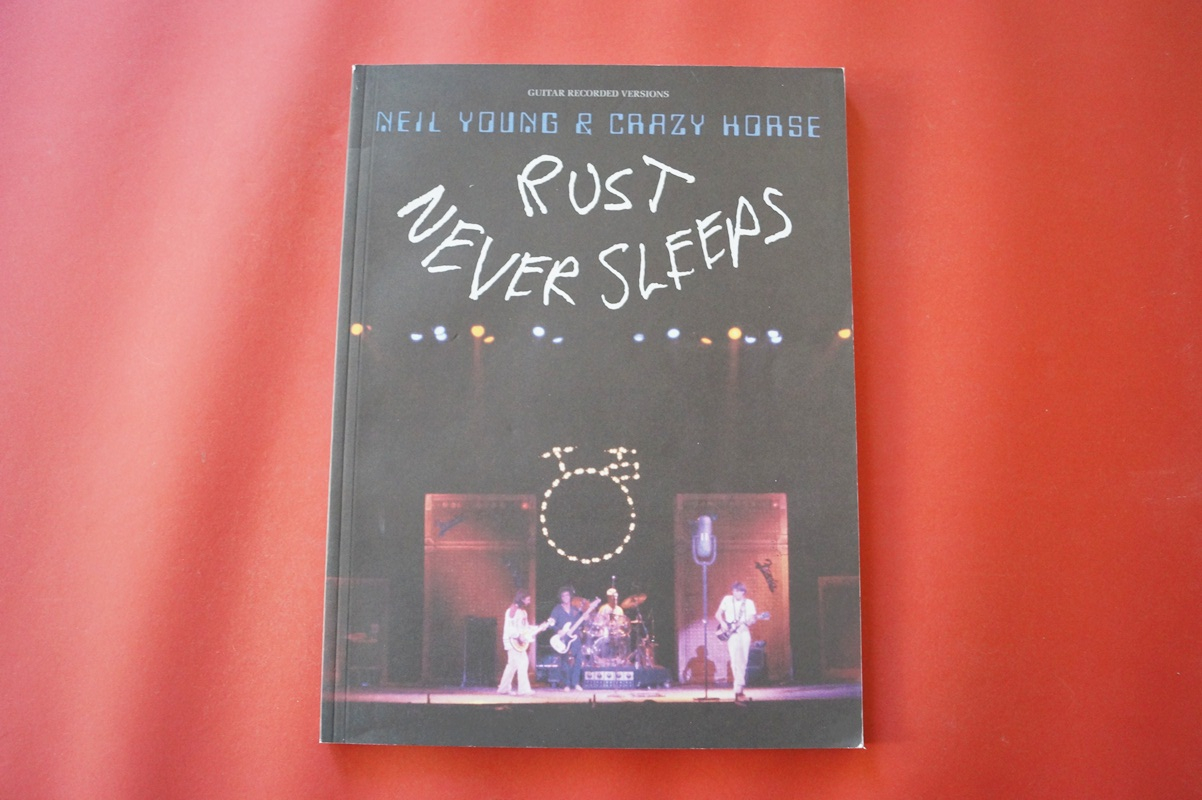 GUITAR RECORDED VERSIONS
NEIL YOUNG & CRAZY HORSE
RUST
NEVER SLEEPS